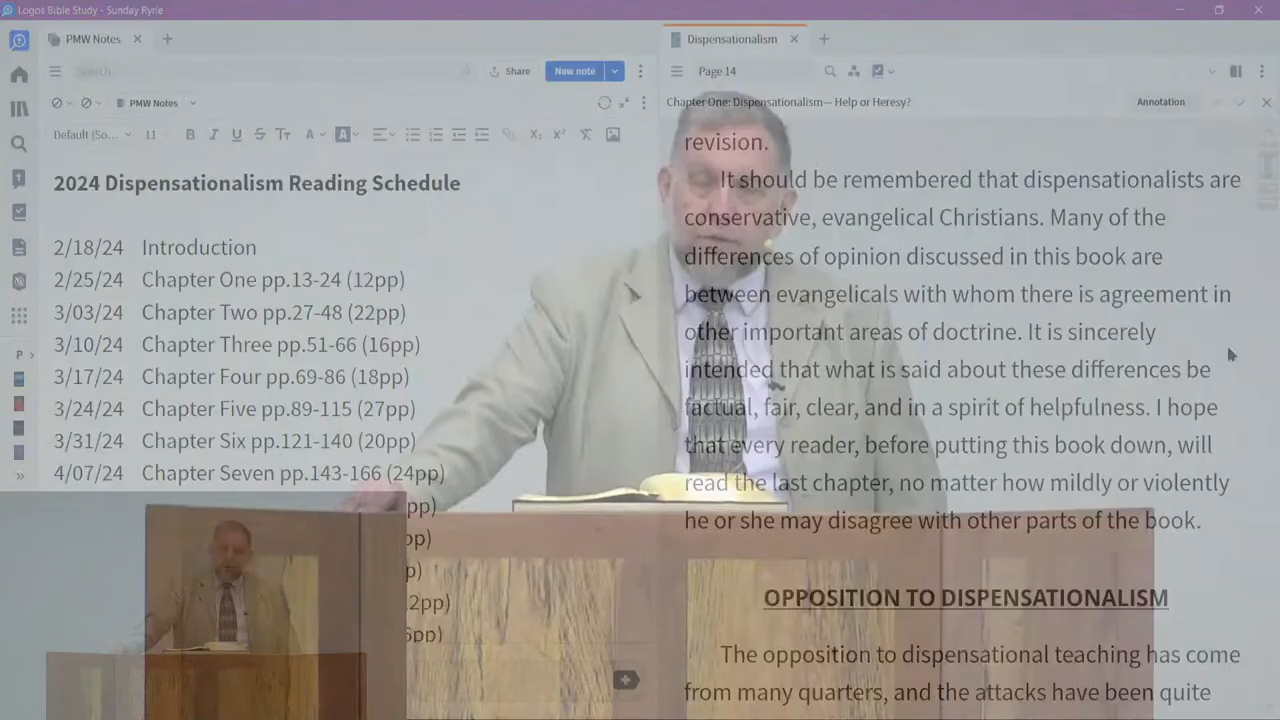 Logos Bible Study - Sunday Ryrie
PMW Notes
Search
Share
New note
PMW Notes
Default (So...
11
2024 Dispensationalism Reading Schedule
2/18/24 Introduction
2/25/24 Chapter One pp.13-24 (12pp)
3/03/24 Chapter Two pp.27-48 (22pp)
3/10/24 Chapter Three pp.51-66 (16pp)
3/17/24 Chapter Four pp.69-86 (18pp)
3/24/24 Chapter Five pp.89-115 (27pp)
3/31/24 Chapter Six pp.121-140 (20pp)
4/07/24 Chapter Seven pp.143-166 (24pp)
pp)
pp)
p)
2pp)
6pp)
Dispensationalism
Page 14
Chapter One: Dispensationalism—Help or Heresy?
Annotation
revision.
It should be remembered that dispensationalists are
conservative, evangelical Christians. Many of the
differences of opinion discussed in this book are
between evangelicals with whom there is agreement in
other important areas of doctrine. It is sincerely
intended that what is said about these differences be
factual, fair, clear, and in a spirit of helpfulness. I hope
that every reader, before putting this book down, will
read the last chapter, no matter how mildly or violently
he or she may disagree with other parts of the book.
OPPOSITION TO DISPENSATIONALISM
The opposition to dispensational teaching has come
from many quarters, and the attacks have been quite